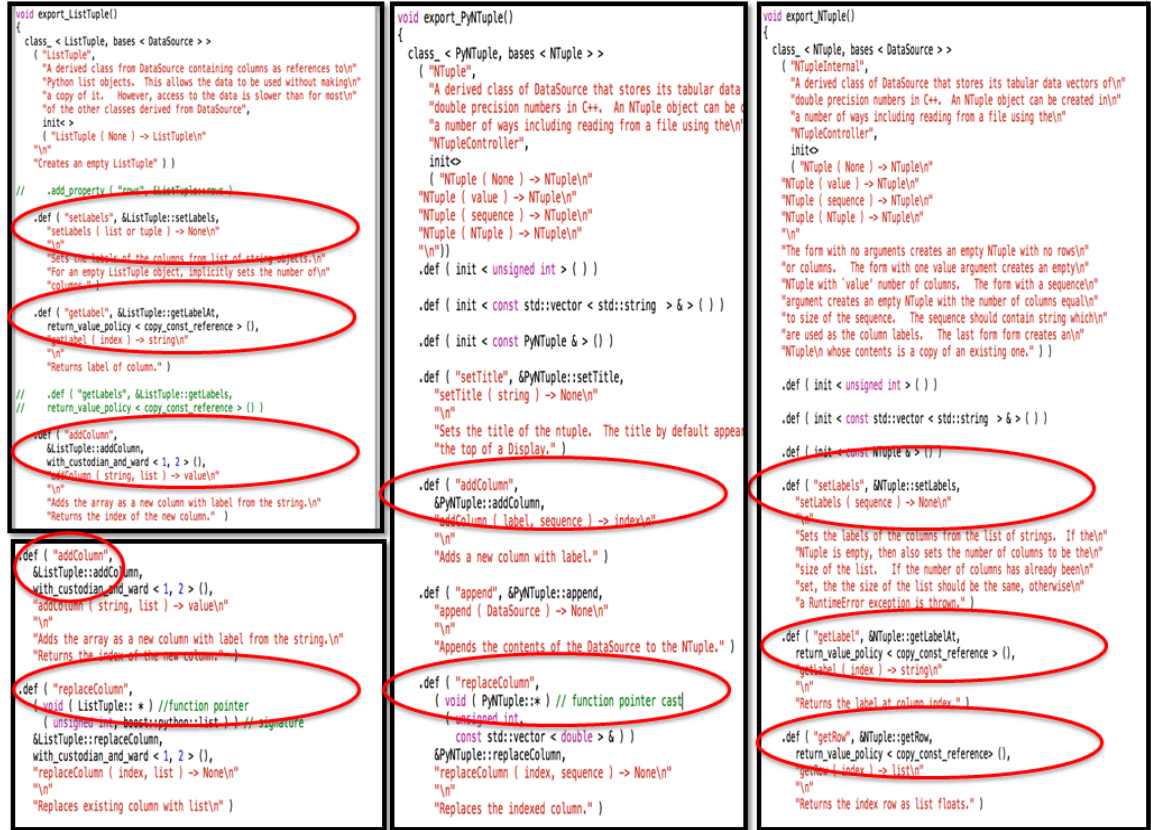 void export_ListTuple()
{
class_ < ListTuple, bases < DataSource > >
( "ListTuple",
"A derived class from DataSource containing columns as references to\n"
"Python list objects.  This allows the data to be used without making\n"
"a copy of it.   However, access to the data is slower than for most\n"
"of the other classes derived from DataSource",
init< >
( "ListTuple ( None ) -> ListTuple\n"
"\n"
"Creates an empty ListTuple" ) )
//     .add_property ( "rows", &ListTuple::rows )
.def ( "setLabels", &ListTuple::setLabels,
"setLabels ( list or tuple ) -> None\n"
"\n"
"Sets the labels of the columns from list of string objects.\n"
"For an empty ListTuple object, implicitly sets the number of\n"
"columns." )
.def ( "getLabel", &ListTuple::getLabelAt,
return_value_policy < copy_const_reference > (),
"getLabel ( index ) -> string\n"
"\n"
"Returns label of column." )
//     .def ( "getLabels", &ListTuple::getLabels,
//     return_value_policy < copy_const_reference > () )
.def ( "addColumn",
&ListTuple::addColumn,
with_custodian_and_ward < 1, 2 > (),
"addColumn ( string, list ) -> value\n"
"\n"
"Adds the array as a new column with label from the string.\n"
"Returns the index of the new column."  )
.def ( "addColumn",
&ListTuple::addColumn,
with_custodian_and_ward < 1, 2 > (),
"addColumn ( string, list ) -> value\n"
"\n"
"Adds the array as a new column with label from the string.\n"
"Returns the index of the new column."  )
.def ( "replaceColumn",
( void ( ListTuple:: * ) //function pointer
( unsigned int, boost::python::list ) ) // signature
&ListTuple::replaceColumn,
with_custodian_and_ward < 1, 2 > (),
"replaceColumn ( index, list ) -> None\n"
"\n"
"Replaces existing column with list\n" )
void export_PyNTuple()
{
class_ < PyNTuple, bases < NTuple > >
( "NTuple",
"A derived class of DataSource that stores its tabular data
"double precision numbers in C++.  An NTuple object can be
"a number of ways including reading from a file using the\n"
"NTupleController",
init<>
( "NTuple ( None ) -> NTuple\n"
"NTuple ( value ) -> NTuple\n"
"NTuple ( sequence ) -> NTuple\n"
"NTuple ( NTuple ) -> NTuple\n"
"\n"))
.def ( init < unsigned int > ( ) )
.def ( init < const std::vector < std::string  > & > ( ) )
.def ( init < const PyNTuple & > () )
.def ( "setTitle", &PyNTuple::setTitle,
"setTitle ( string ) -> None\n"
"\n"
"Sets the title of the ntuple.  The title by default appear
"the top of a Display." )
.def ( "addColumn",
&PyNTuple::addColumn,
"addColumn ( label, sequence ) -> index\n"
"\n"
"Adds a new column with label." )
.def ( "append", &PyNTuple::append,
"append ( DataSource ) -> None\n"
"\n"
"Appends the contents of the DataSource to the NTuple." )
.def ( "replaceColumn",
( void ( PyNTuple::* ) // function pointer cast
( unsigned int,
const std::vector < double > & ) )
&PyNTuple::replaceColumn,
"replaceColumn ( index, sequence ) -> None\n"
"\n"
"Replaces the indexed column." )
void export_NTuple()
{
class_ < NTuple, bases < DataSource > >
( "NTupleInternal",
"A derived class of DataSource that stores its tabular data vectors of\n"
"double precision numbers in C++.  An NTuple object can be created in\n"
"a number of ways including reading from a file using the\n"
"NTupleController",
init<>
( "NTuple ( None ) -> NTuple\n"
"NTuple ( value ) -> NTuple\n"
"NTuple ( sequence ) -> NTuple\n"
"NTuple ( NTuple ) -> NTuple\n"
"\n"
"The form with no arguments creates an empty NTuple with no rows\n"
"or columns.   The form with one value argument creates an empty\n"
"NTuple with `value' number of columns.   The form with a sequence\n"
"argument creates an empty NTuple with the number of columns equal\n"
"to size of the sequence.   The sequence should contain string which\n"
"are used as the column labels.   The last form form creates an\n"
"NTuple\n whose contents is a copy of an existing one." ) )
.def ( init < unsigned int > ( ) )
.def ( init < const std::vector < std::string  > & > ( ) )
.def ( init < const NTuple & > () )
.def ( "setLabels", &NTuple::setLabels,
"setLabels ( sequence ) -> None\n"
"\n"
"Sets the labels of the columns from the list of strings.  If the\n"
"NTuple is empty, then also sets the number of columns to be the\n"
"size of the list.   If the number of columns has already been\n"
"set, the the size of the list should be the same, otherwise\n"
"a RuntimeError exception is thrown." )
.def ( "getLabel", &NTuple::getLabelAt,
return_value_policy < copy_const_reference > (),
"getLabel ( index ) -> string\n"
"\n"
"Returns the label at column index." )
.def ( "getRow", &NTuple::getRow,
return_value_policy < copy_const_reference> (),
"getRow ( index ) -> list\n"
"\n"
"Returns the index row as list floats." )